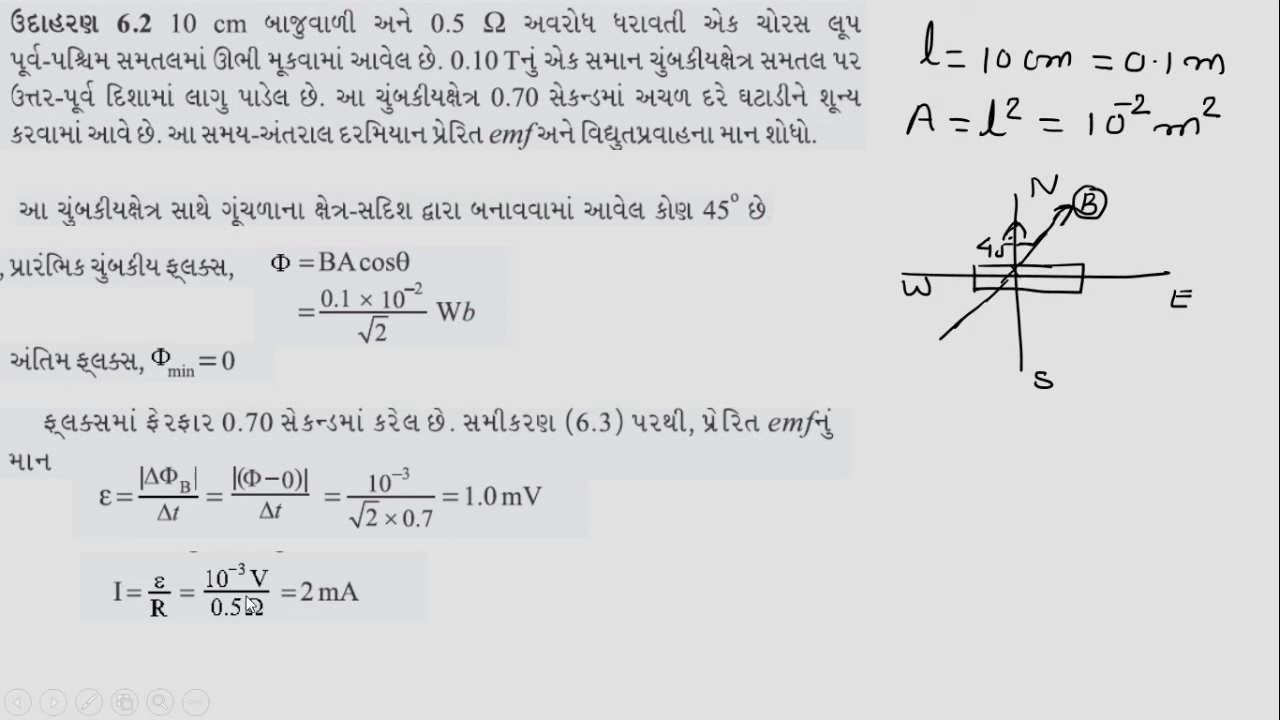 ઉદાહરણ 6.2 10 cm બાજુવાળી અને 0.5 Ω અવરોધ ધરાવતી એક ચોરસ લૂપ
પૂર્વ-પશ્ચિમ સમતલમાં ઊભી મૂકવામાં આવેલ છે. 0.10 Tનું એક સમાન ચુંબકીયક્ષેત્ર સમતલ પર
ઉત્તર-પૂર્વ દિશામાં લાગુ પાડેલ છે. આ ચુંબકીયક્ષેત્ર 0.70 સેકન્ડમાં અચળ દરે ઘટાડીને શૂન્ય
કરવામાં આવે છે. આ સમય-અંતરાલ દરમિયાન પ્રેરિત emf અને વિદ્યુતપ્રવાહના માન શોધો.
l = 10 cm = 0.1 m
A = l² = 10⁻² m²
આ ચુંબકીયક્ષેત્ર સાથે ગૂંચળાના ક્ષેત્ર-સદિશ દ્વારા બનાવવામાં આવેલ કોણ 45° છે
, પ્રારંભિક ચુંબકીય ફ્લક્સ, Φ = BAcosθ
= 0.1 × 10⁻² / √2 Wb
અંતિમ ફ્લક્સ, Φmin = 0
N
B
45
W
E
S
ફ્લક્સમાં ફેરફાર 0.70 સેકન્ડમાં કરેલ છે. સમીકરણ (6.3) પરથી, પ્રેરિત emfનું
માન
ε = |ΔΦB| / Δt = |(Φ−0)| / Δt = 10⁻³ / √2 × 0.7 = 1.0 mV
I = ε / R = 10⁻³ V / 0.5Ω = 2 mA